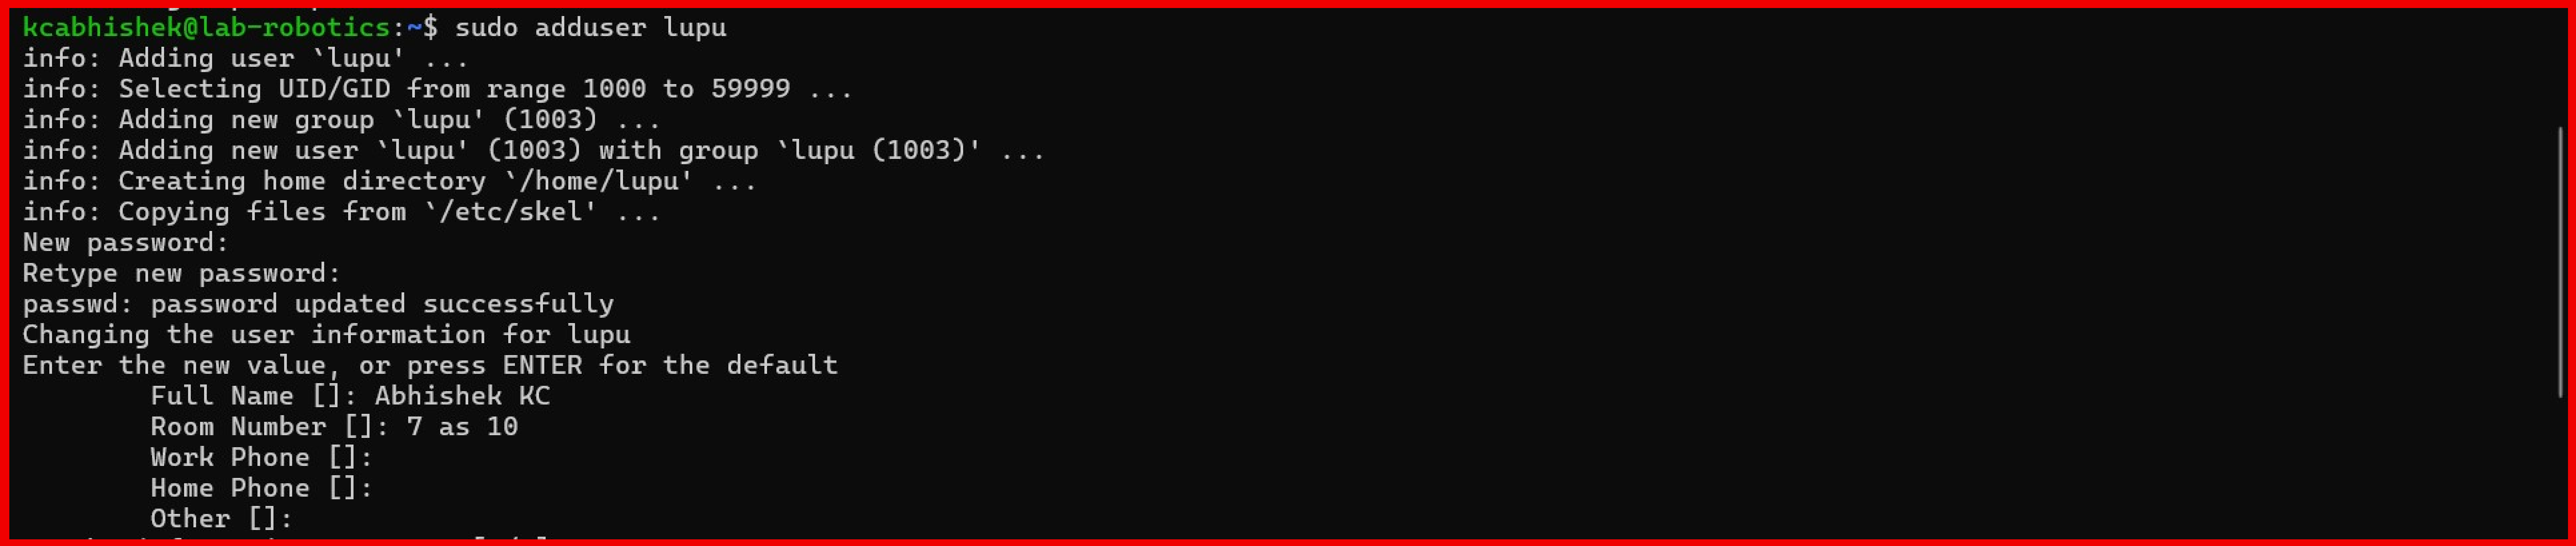 kcabhishek@lab-robotics:~$ sudo adduser lupu
info: Adding user `lupu' ...
info: Selecting UID/GID from range 1000 to 59999 ...
info: Adding new group `lupu' (1003) ...
info: Adding new user `lupu' (1003) with group `lupu (1003)' ...
info: Creating home directory `/home/lupu' ...
info: Copying files from `/etc/skel' ...
New password:
Retype new password:
passwd: password updated successfully
Changing the user information for lupu
Enter the new value, or press ENTER for the default
Full Name []: Abhishek KC
Room Number []: 7 as 10
Work Phone []:
Home Phone []:
Other []: